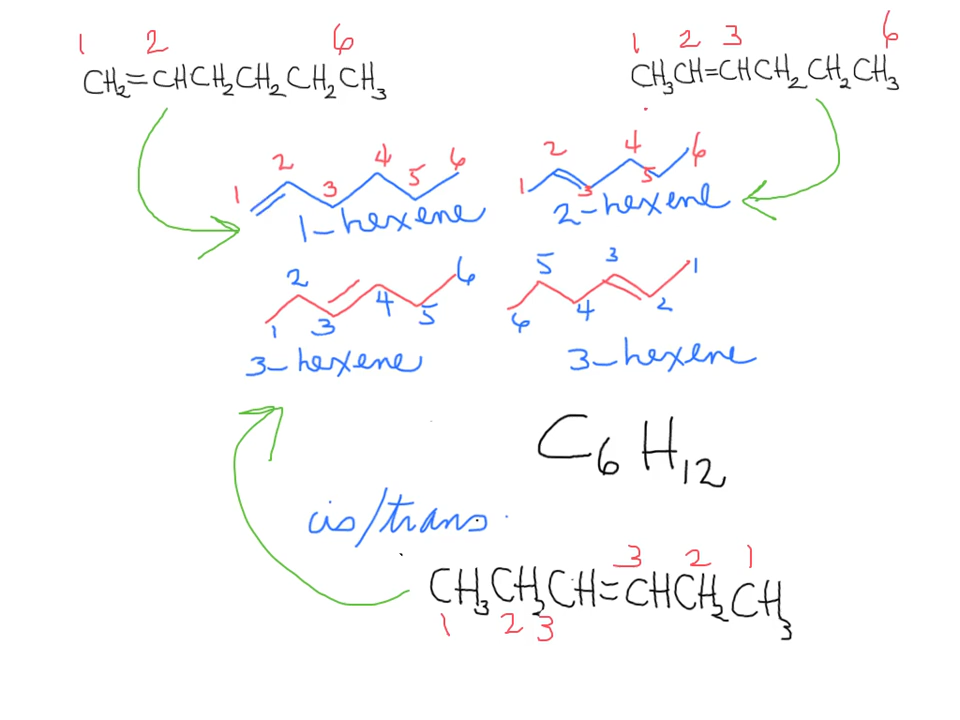 1 2 6
CH₂=CHCH₂CH₂CH₂CH₃
1 2 3 6
CH₃CH=CHCH₂CH₂CH₃
1 2 3 4 5 6
1-hexene
1 2 3 4 5 6
2-hexene
1 2 3 4 5 6
3-hexene
6 5 4 3 2 1
3-hexene
C₆H₁₂
cis/trans
3 2 1
CH₃CH₂CH=CHCH₂CH₃
1 2 3